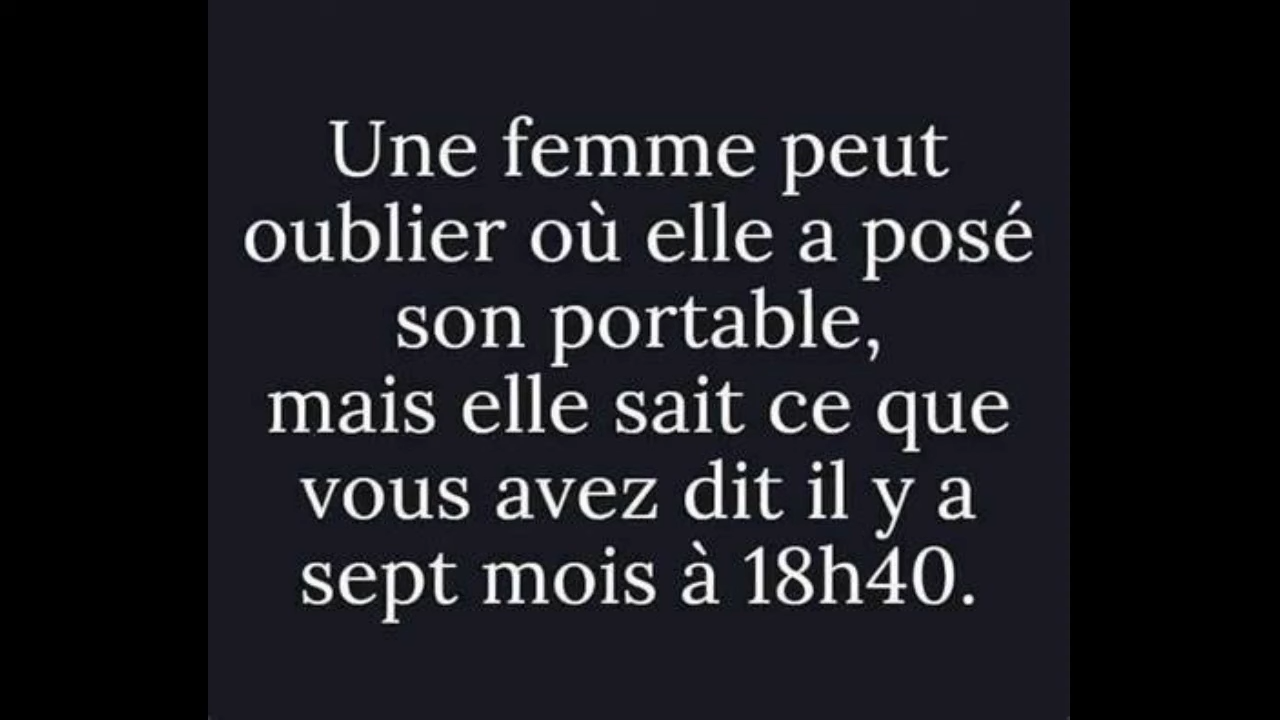 Une femme peut
oublier où elle a posé
son portable,
mais elle sait ce que
vous avez dit il y a
sept mois à 18h40.